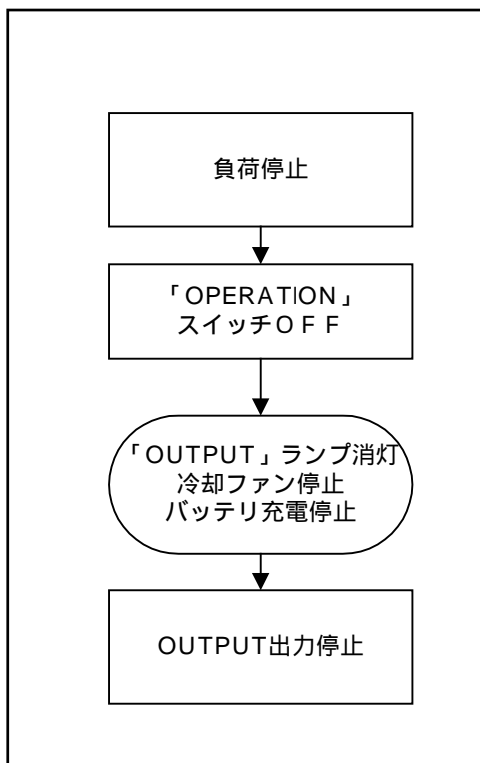 負荷停止
「OPERATION」
スイッチＯＦＦ
「OUTPUT」ランプ消灯
冷却ファン停止
バッテリ充電停止
OUTPUT出力停止